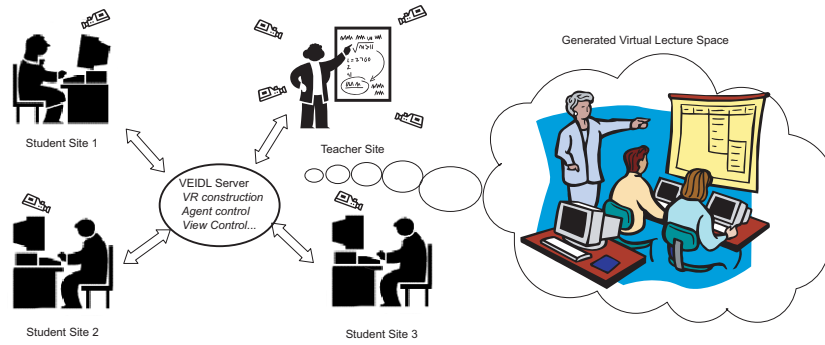 Generated Virtual Lecture Space
Student Site 1
Teacher Site
VEIDL Server
VR construction
Agent control
View Control...
Student Site 2
Student Site 3